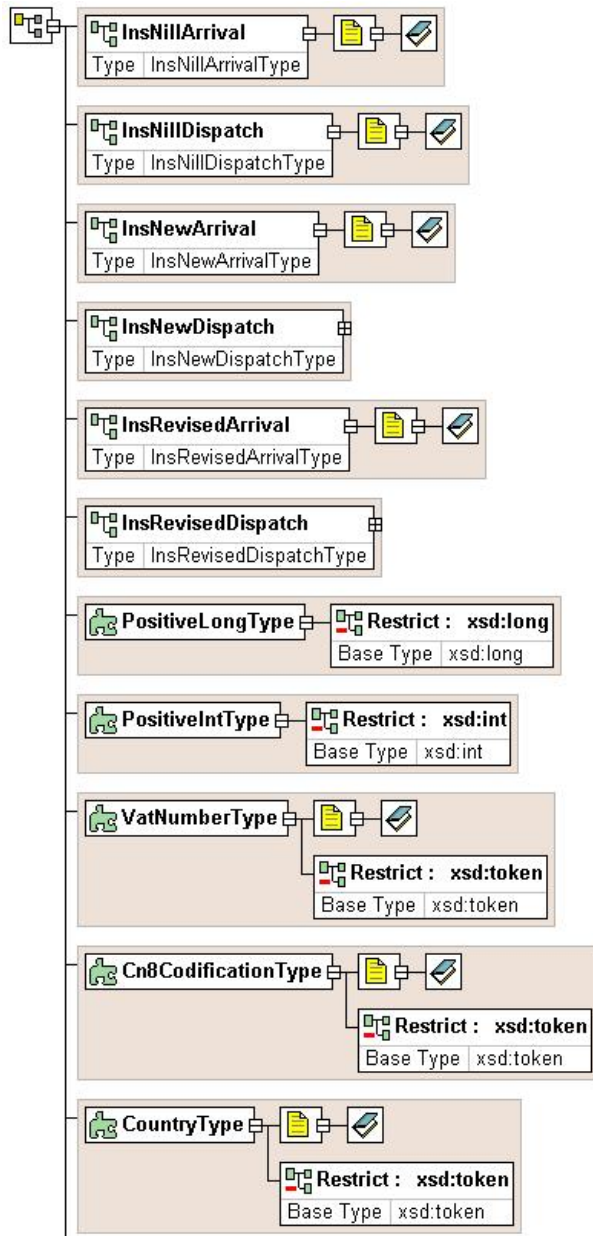 InsNillArrival
Type InsNillArrivalType
InsNillDispatch
Type InsNillDispatchType
InsNewArrival
Type InsNewArrivalType
InsNewDispatch
Type InsNewDispatchType
InsRevisedArrival
Type InsRevisedArrivalType
InsRevisedDispatch
Type InsRevisedDispatchType
PositiveLongType Restrict : xsd:long
Base Type xsd:long
PositiveIntType Restrict : xsd:int
Base Type xsd:int
VatNumberType
Restrict : xsd:token
Base Type xsd:token
Cn8CodificationType
Restrict : xsd:token
Base Type xsd:token
CountryType
Restrict : xsd:token
Base Type xsd:token